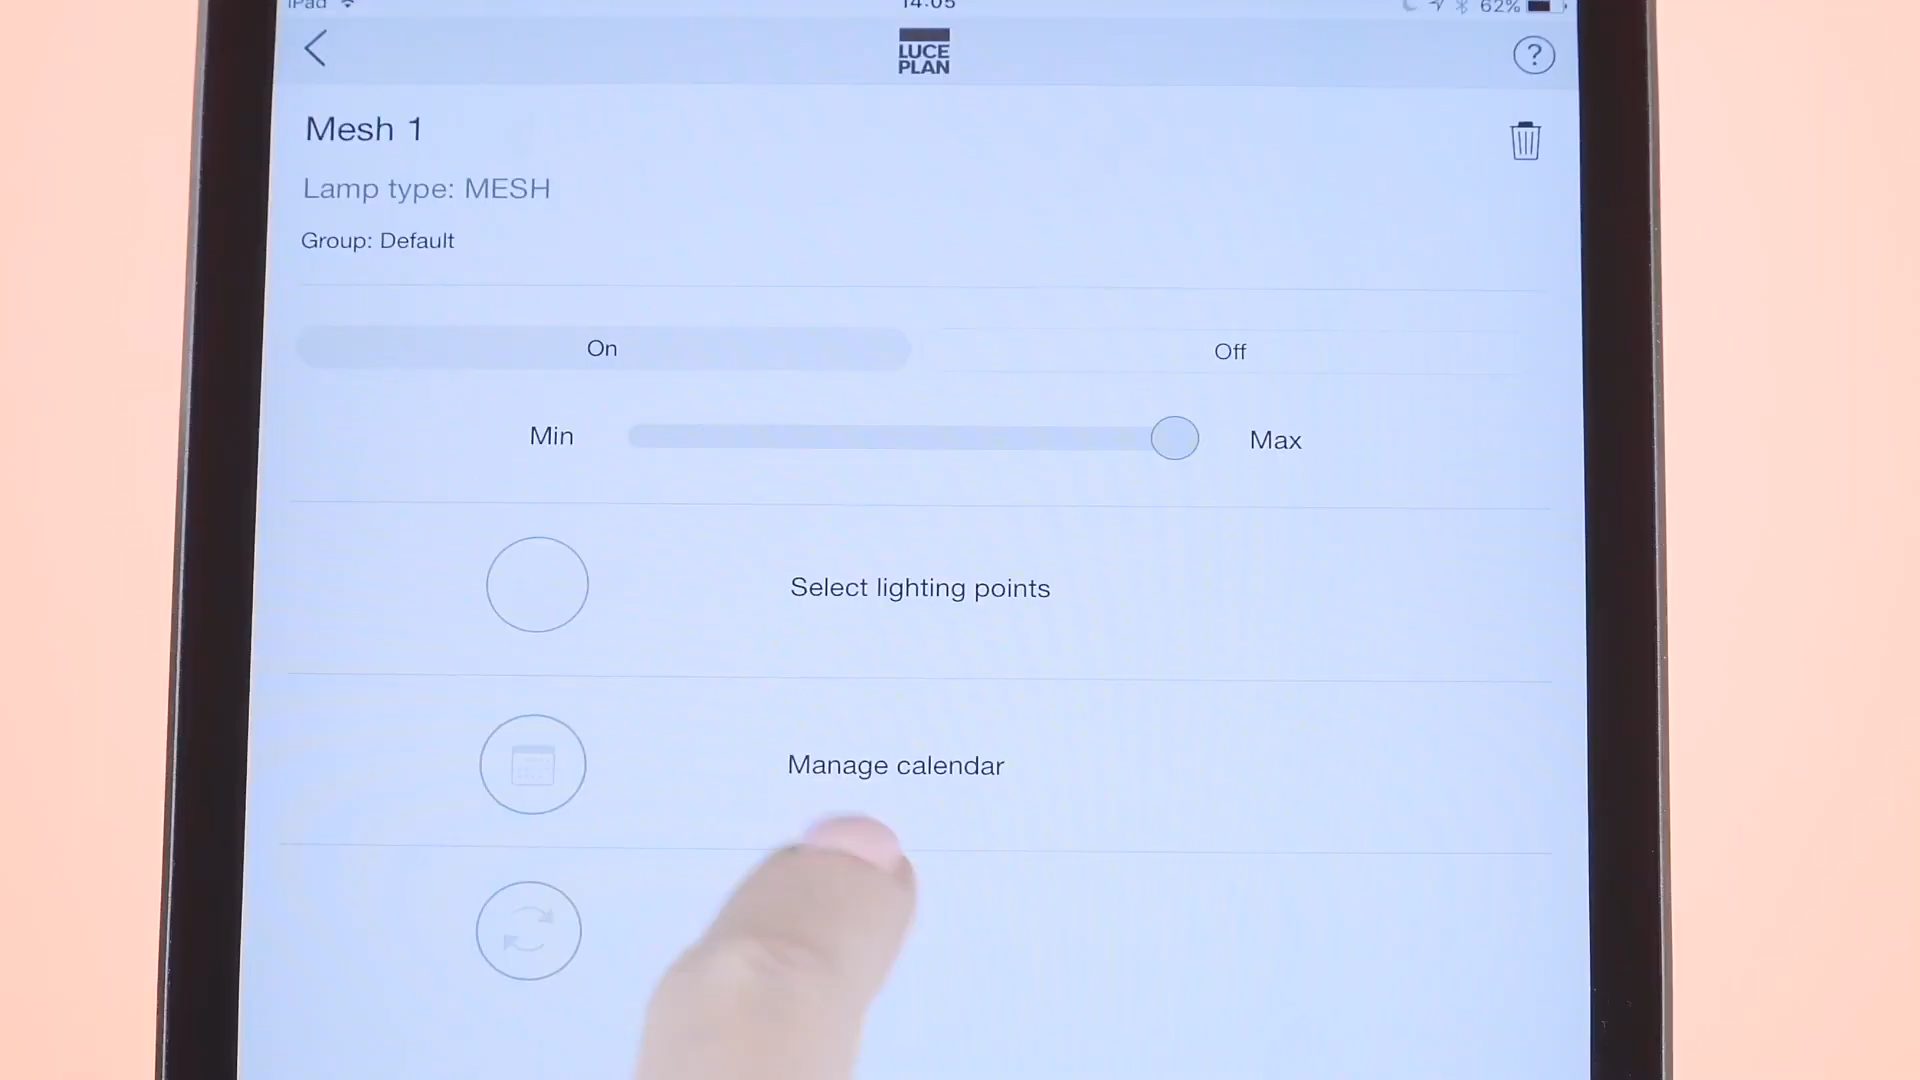 iPad 14:05 62%
LUCE
PLAN
?
Mesh 1
Lamp type: MESH
Group: Default
On Off
Min Max
Select lighting points
Manage calendar